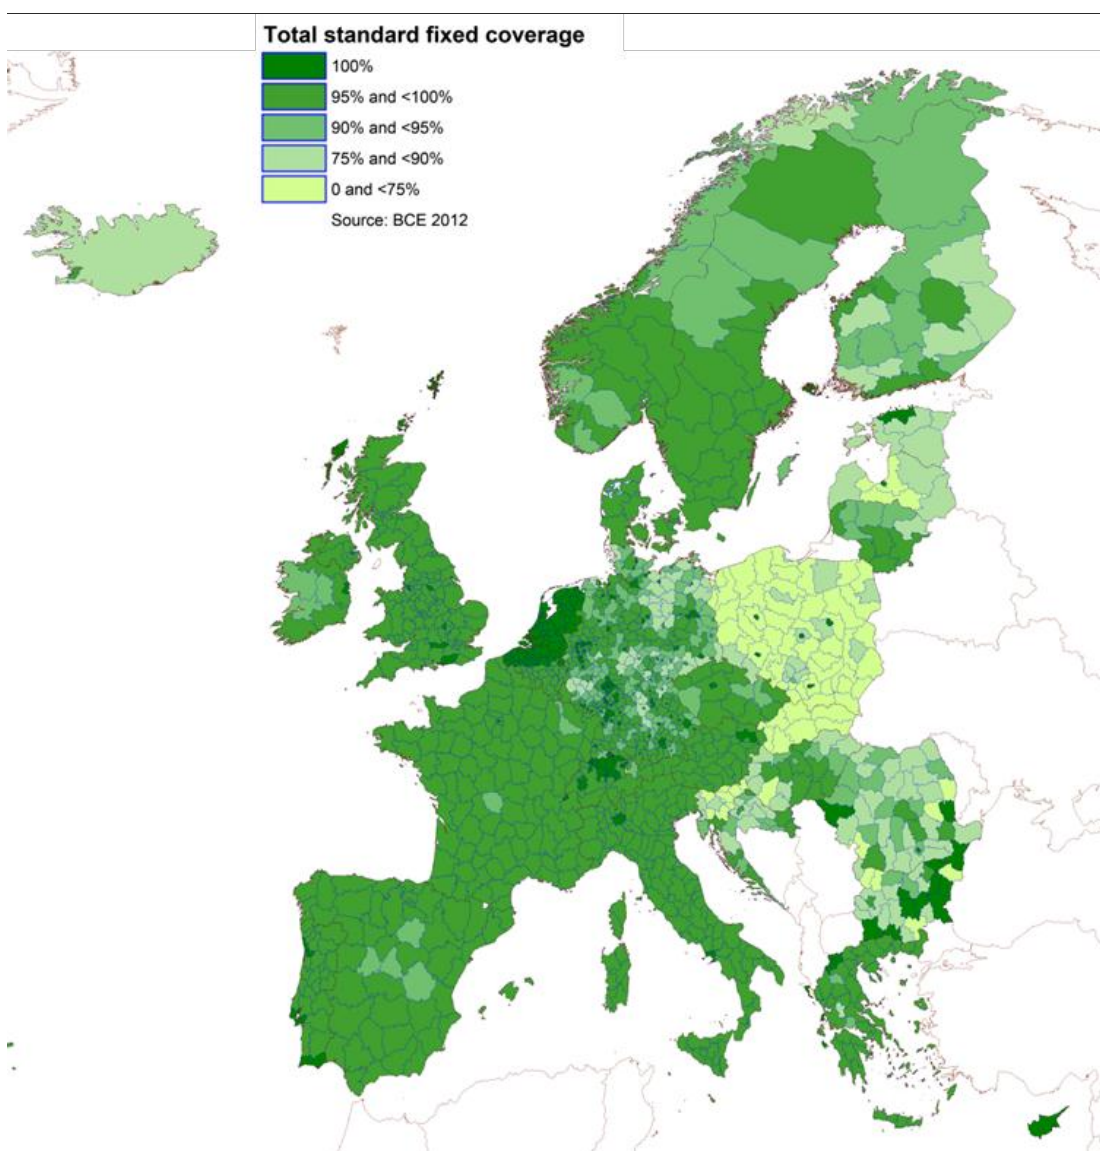 Total standard fixed coverage
100%
95% and <100%
90% and <95%
75% and <90%
0 and <75%
Source: BCE 2012